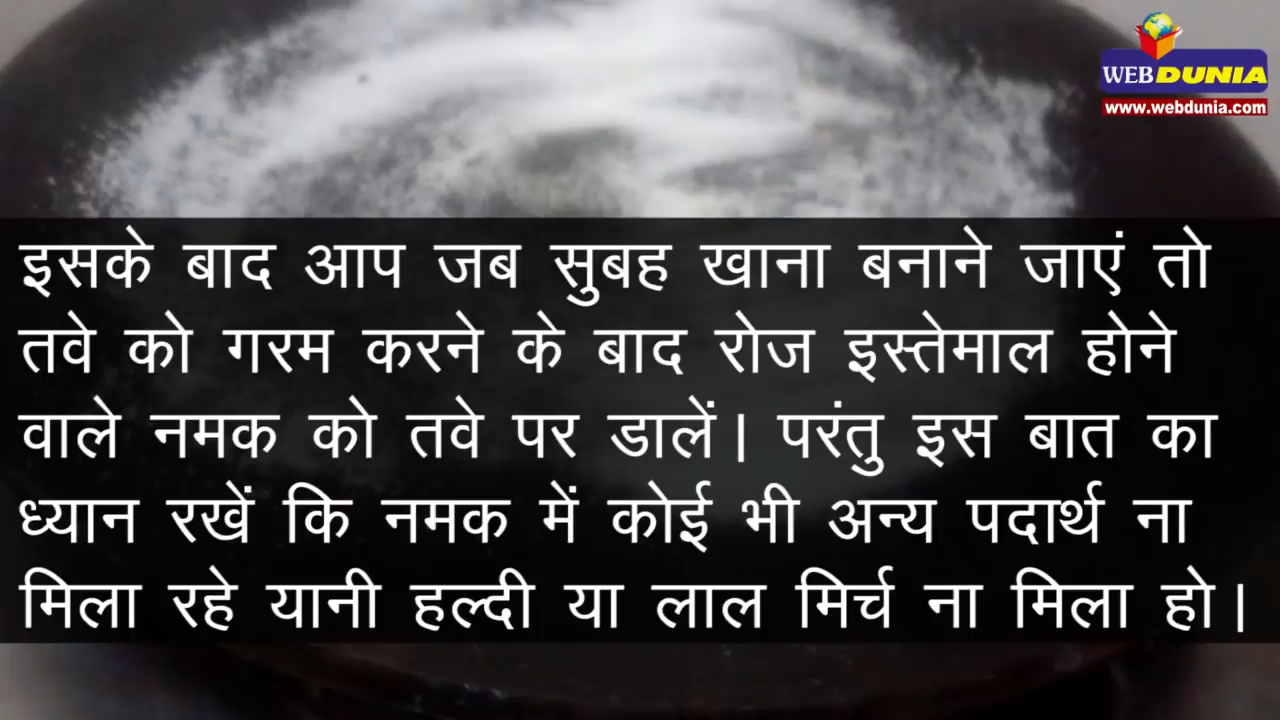 WEBDUNIA
www.webdunia.com
इसके बाद आप जब सुबह खाना बनाने जाएं तो
तवे को गरम करने के बाद रोज इस्तेमाल होने
वाले नमक को तवे पर डालें। परंतु इस बात का
ध्यान रखें कि नमक में कोई भी अन्य पदार्थ ना
मिला रहे यानी हल्दी या लाल मिर्च ना मिला हो।